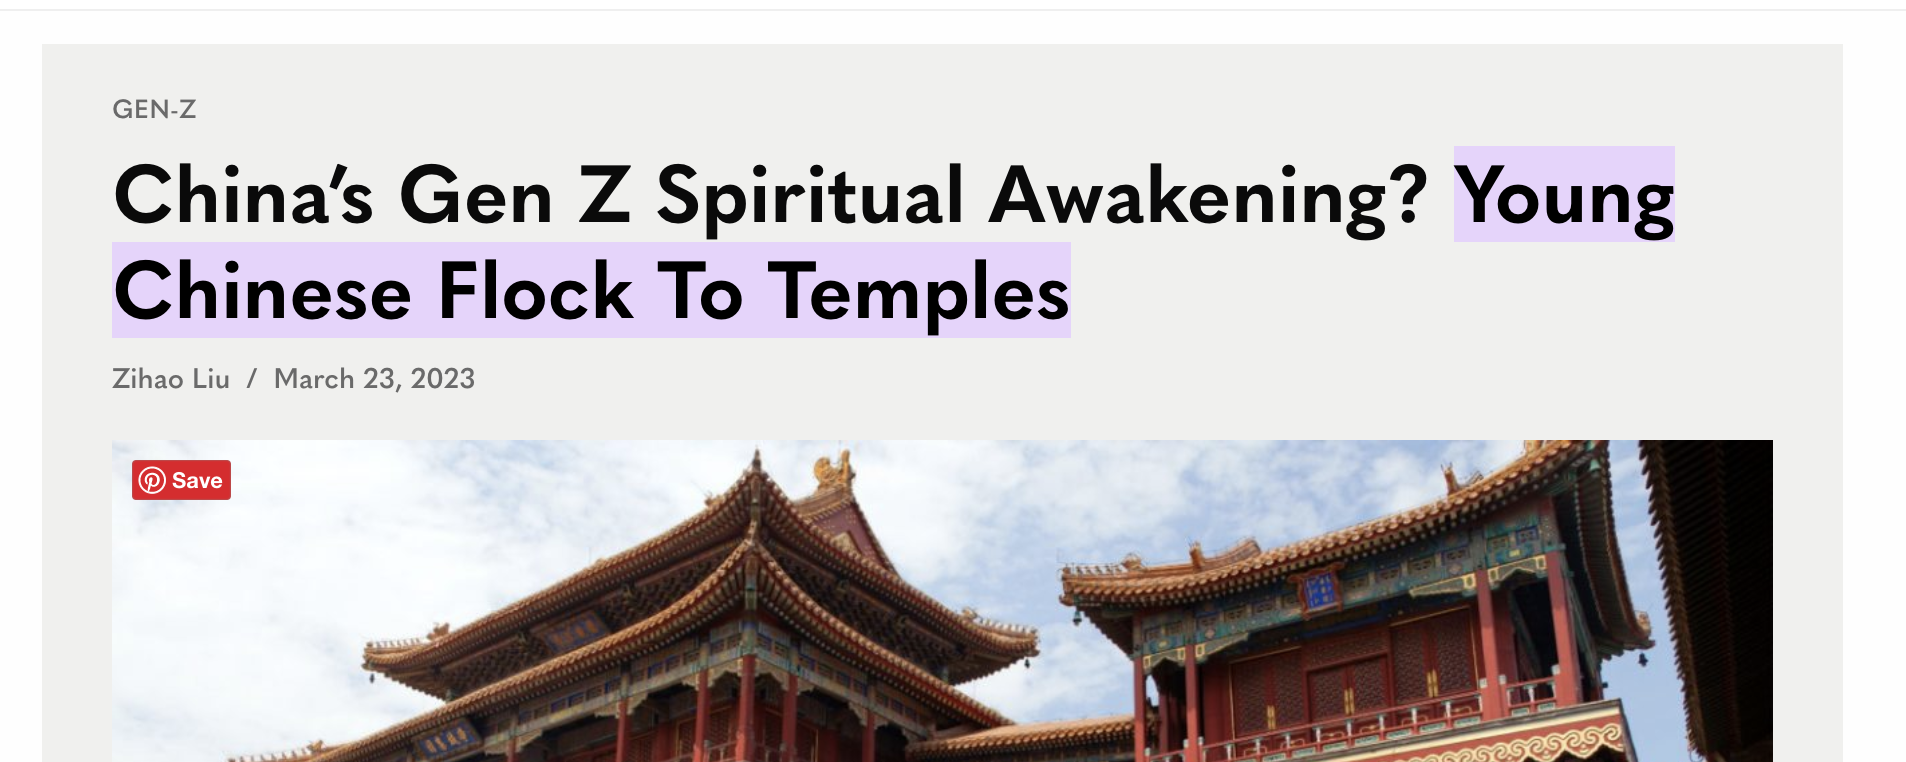 GEN-Z
China’s Gen Z Spiritual Awakening? Young
Chinese Flock To Temples
Zihao Liu / March 23, 2023
Save